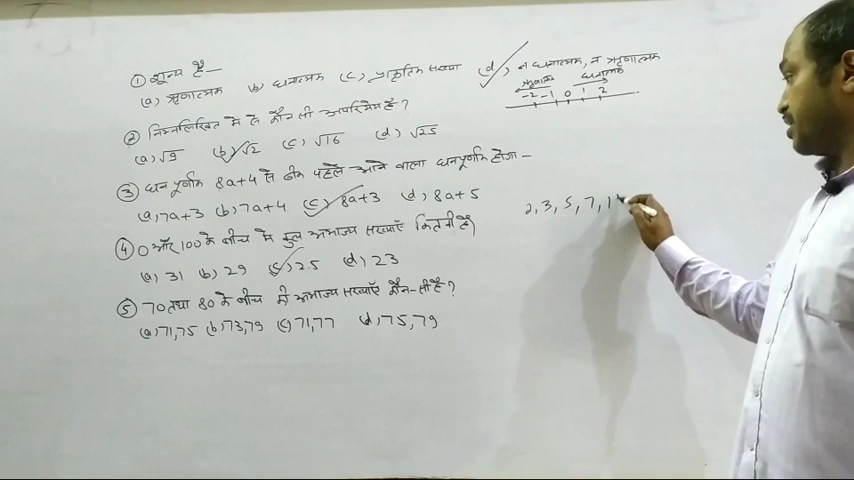 ① शून्य है —
(a) ऋणात्मक (b) धनात्मक (c) प्राकृतिक संख्या (d) न धनात्मक, न ऋणात्मक
ऋणात्मक धनात्मक
-2 -1 0 1 2
② निम्नलिखित में से कौन सी अपरिमेय है?
(a) √9 (b) √2 (c) √16 (d) √25
③ धन पूर्णांक 8a+4 से ठीक पहले आने वाला धनपूर्णांक होगा —
(a) 7a+3 (b) 7a+4 (c) 8a+3 (d) 8a+5
2, 3, 5, 7, 1
④ 0 और 100 के बीच में कुल अभाज्य संख्याएँ कितनी है?
(a) 31 (b) 29 (c) 25 (d) 23
⑤ 70 तथा 80 के बीच की अभाज्य संख्याएँ कौन-सी है?
(a) 71,75 (b) 73,79 (c) 71,77 (d) 75,79